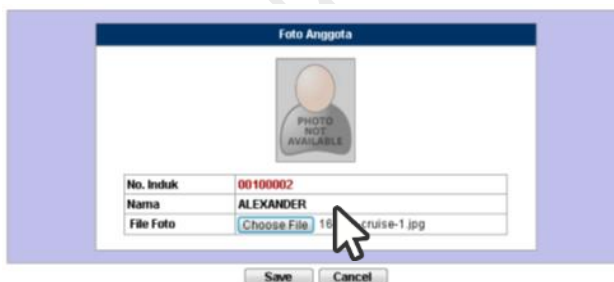 Foto Anggota
PHOTO
NOT
AVAILABLE
No. Induk 00100002
Nama ALEXANDER
File Foto Choose File 16 cruise-1.jpg
Save Cancel